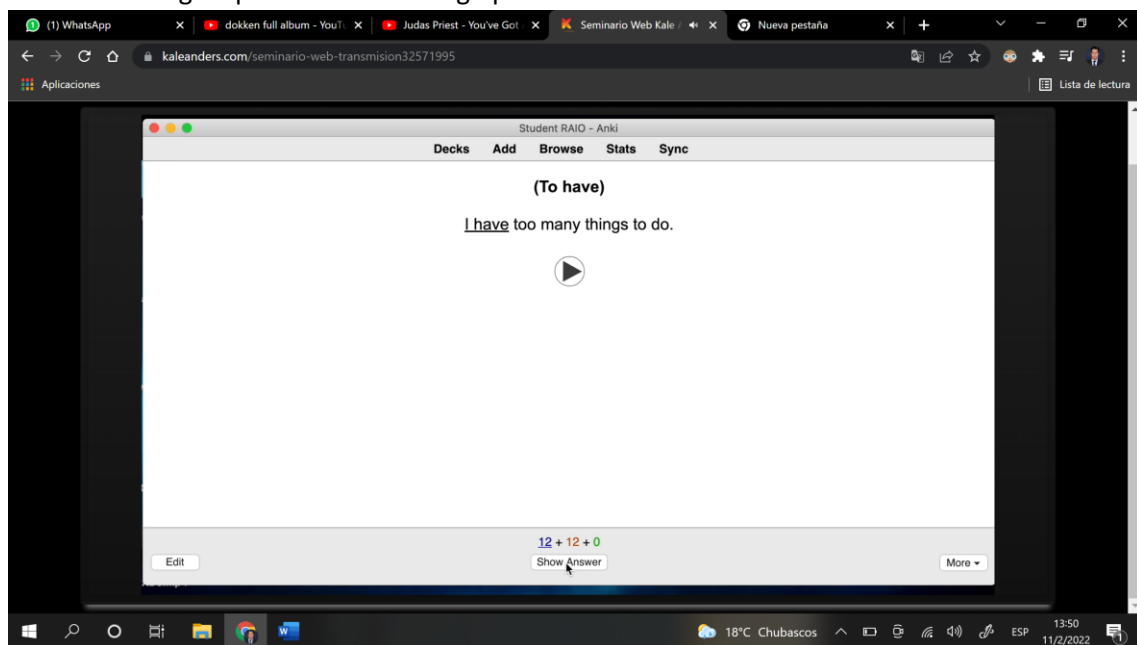 (1) WhatsApp
dokken full album - YouTu
Judas Priest - You've Got
Seminario Web Kale /
Nueva pestaña
kaleanders.com/seminario-web-transmision32571995
Aplicaciones
Lista de lectura
Student RAIO - Anki
Decks Add Browse Stats Sync
(To have)
I have too many things to do.
12 + 12 + 0
Edit
Show Answer
More
18°C Chubascos
ESP
13:50
11/2/2022